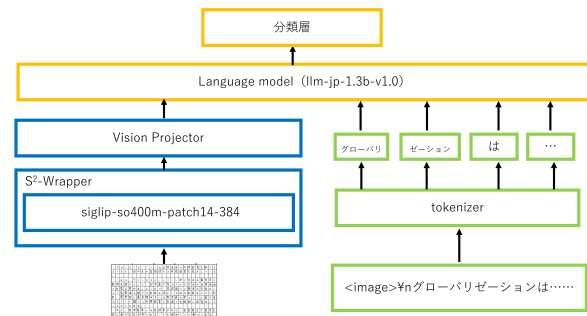 分類層
Language model（llm-jp-1.3b-v1.0）
Vision Projector
S²-Wrapper
siglip-so400m-patch14-384
グローバリ
ゼーション
は
…
tokenizer
<image>¥nグローバリゼーションは……